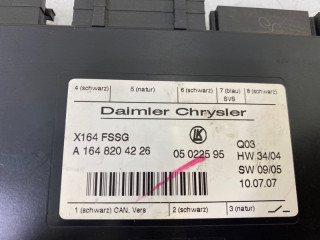 4 (schwarz) 5 (natur) 6 (schwarz) 7 (blau) 8 (schwarz)
SVS
Daimler Chrysler
X164 FSSG
LK
Q03
A 164 820 42 26
05 0225 95
HW 34/04
SW 09/05
10.07.07
1 (schwarz) CAN, Vers 2 (schwarz) 3 (natur)